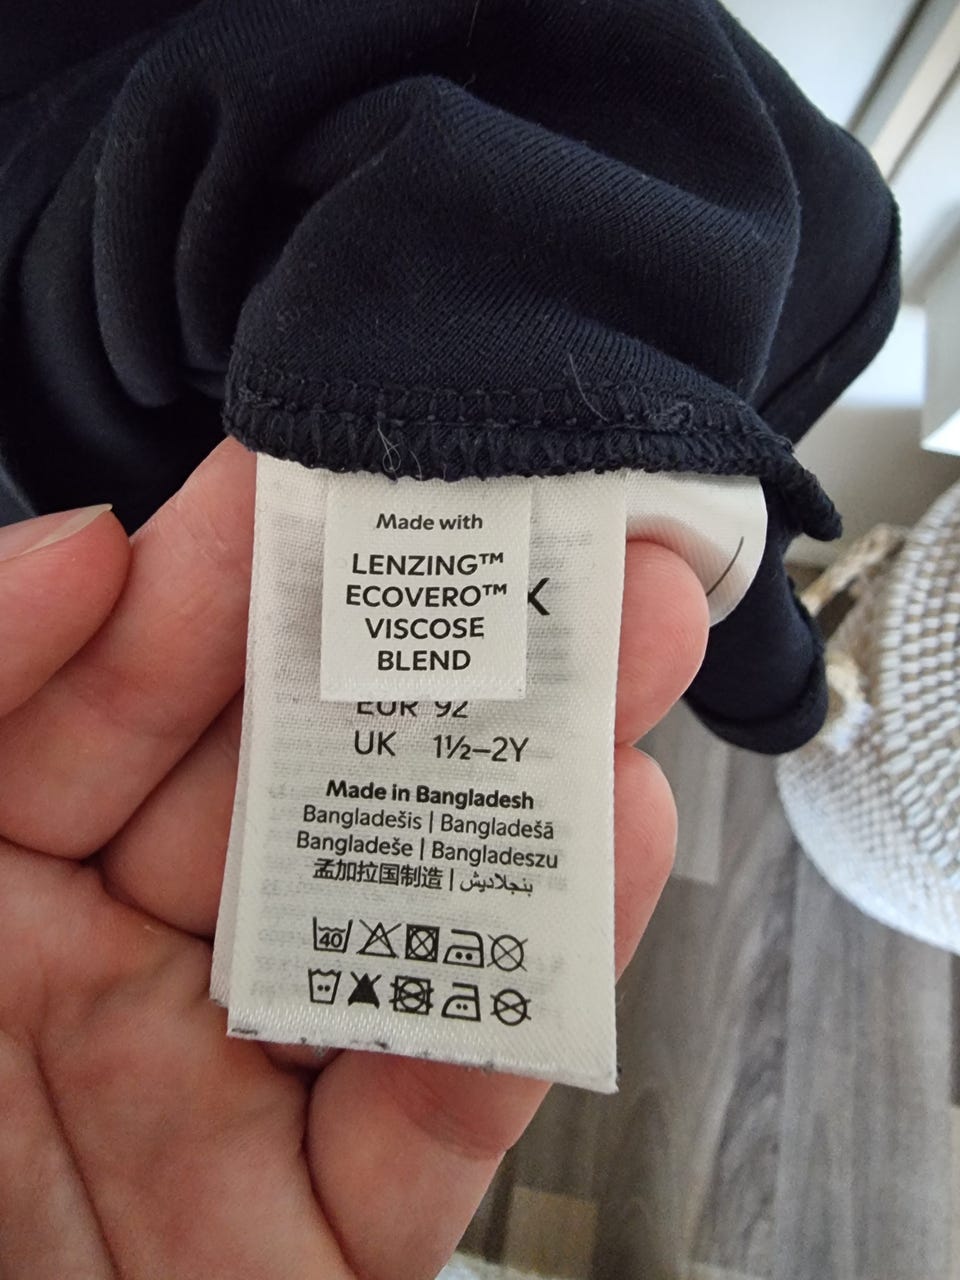 Made with
LENZING™
ECOVERO™
VISCOSE
BLEND
K
EUR 92
UK 1½–2Y
Made in Bangladesh
Bangladešis | Bangladešā
Bangladeše | Bangladeszu
孟加拉国制造 | بنجلاديش
40